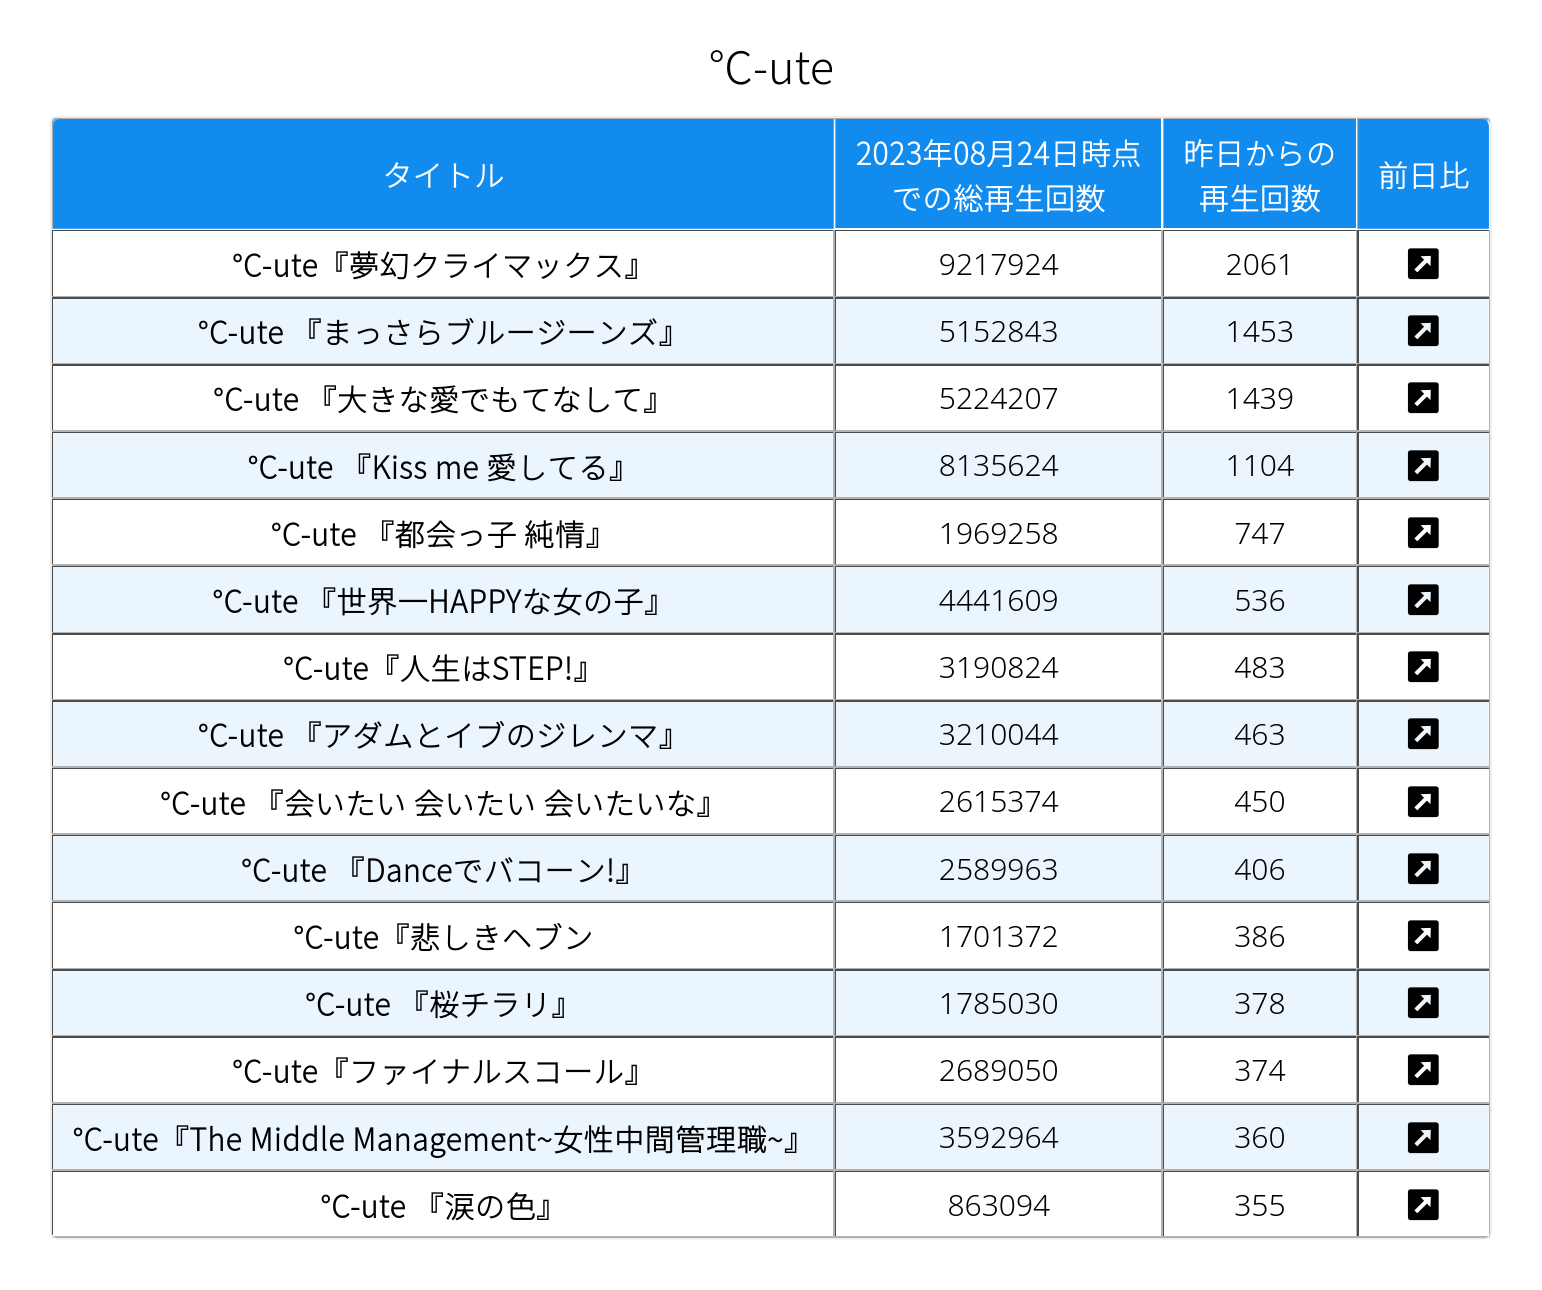 ℃-ute
タイトル
2023年08月24日時点
での総再生回数
昨日からの
再生回数
前日比
℃-ute『夢幻クライマックス』 9217924 2061
℃-ute 『まっさらブルージーンズ』 5152843 1453
℃-ute 『大きな愛でもてなして』 5224207 1439
℃-ute 『Kiss me 愛してる』 8135624 1104
℃-ute 『都会っ子 純情』 1969258 747
℃-ute 『世界一HAPPYな女の子』 4441609 536
℃-ute『人生はSTEP!』 3190824 483
℃-ute 『アダムとイブのジレンマ』 3210044 463
℃-ute 『会いたい 会いたい 会いたいな』 2615374 450
℃-ute 『Danceでバコーン!』 2589963 406
℃-ute『悲しきヘブン 1701372 386
℃-ute 『桜チラリ』 1785030 378
℃-ute『ファイナルスコール』 2689050 374
℃-ute『The Middle Management~女性中間管理職~』 3592964 360
℃-ute 『涙の色』 863094 355